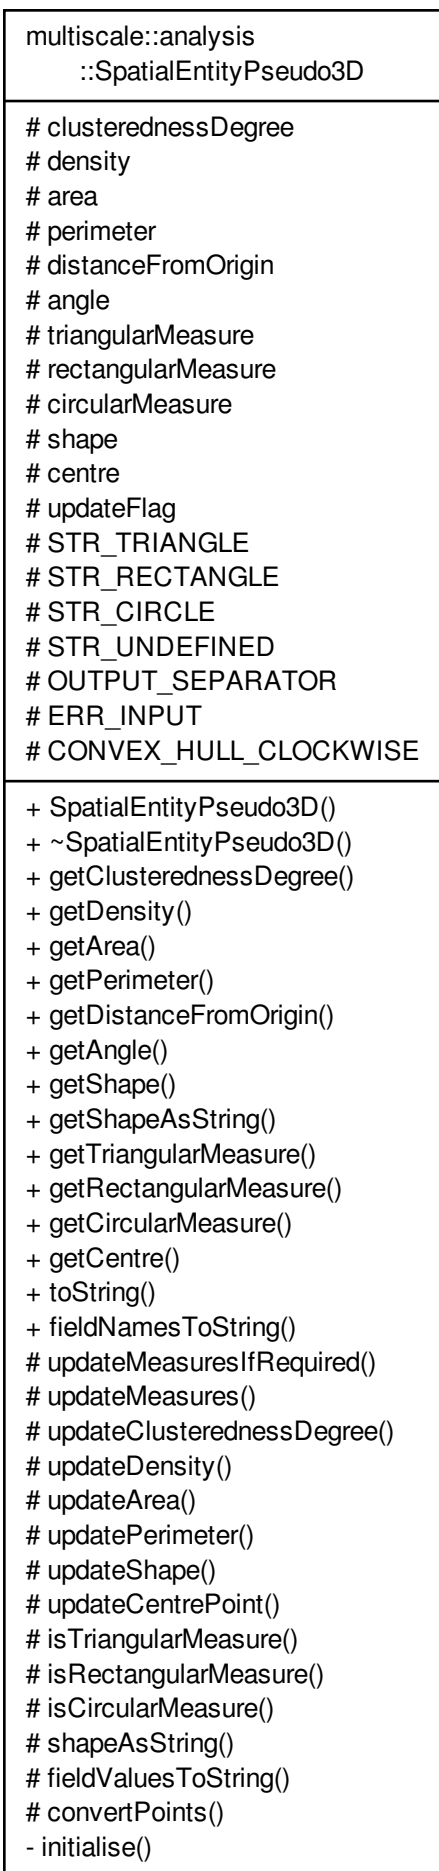 multiscale::analysis
::SpatialEntityPseudo3D
# clusterednessDegree
# density
# area
# perimeter
# distanceFromOrigin
# angle
# triangularMeasure
# rectangularMeasure
# circularMeasure
# shape
# centre
# updateFlag
# STR_TRIANGLE
# STR_RECTANGLE
# STR_CIRCLE
# STR_UNDEFINED
# OUTPUT_SEPARATOR
# ERR_INPUT
# CONVEX_HULL_CLOCKWISE
+ SpatialEntityPseudo3D()
+ ~SpatialEntityPseudo3D()
+ getClusterednessDegree()
+ getDensity()
+ getArea()
+ getPerimeter()
+ getDistanceFromOrigin()
+ getAngle()
+ getShape()
+ getShapeAsString()
+ getTriangularMeasure()
+ getRectangularMeasure()
+ getCircularMeasure()
+ getCentre()
+ toString()
+ fieldNamesToString()
# updateMeasuresIfRequired()
# updateMeasures()
# updateClusterednessDegree()
# updateDensity()
# updateArea()
# updatePerimeter()
# updateShape()
# updateCentrePoint()
# isTriangularMeasure()
# isRectangularMeasure()
# isCircularMeasure()
# shapeAsString()
# fieldValuesToString()
# convertPoints()
- initialise()